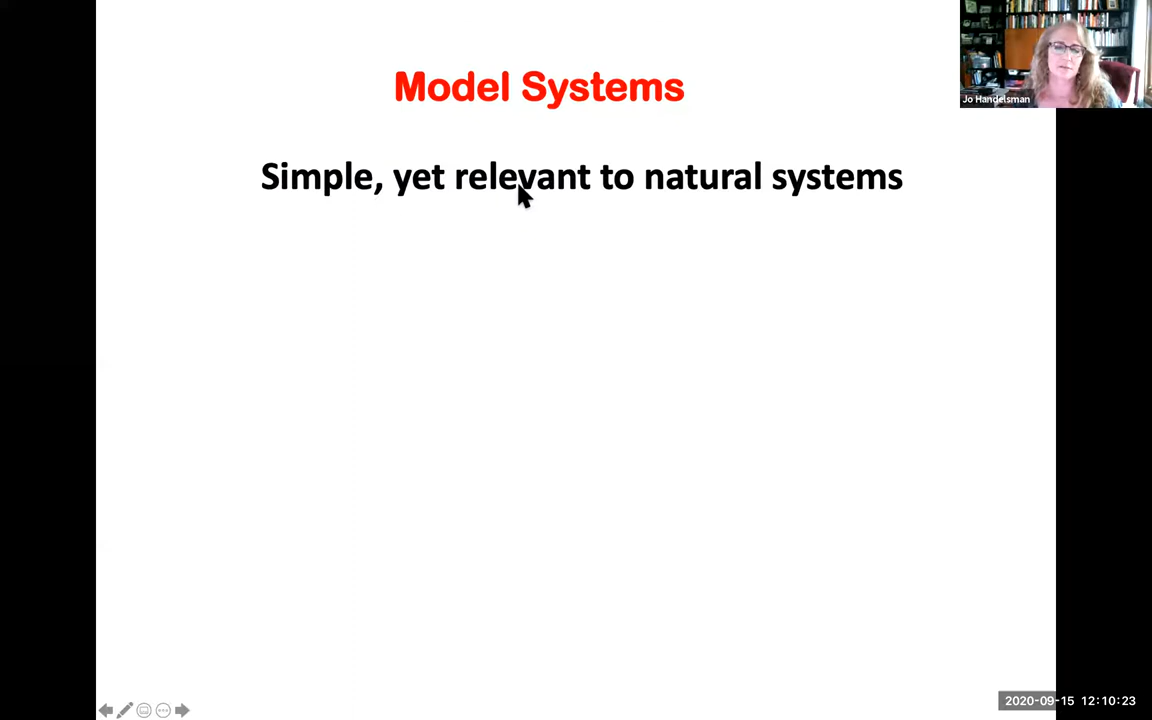 Model Systems
Jo Handelsman
Simple, yet relevant to natural systems
2020-09-15 12:10:23